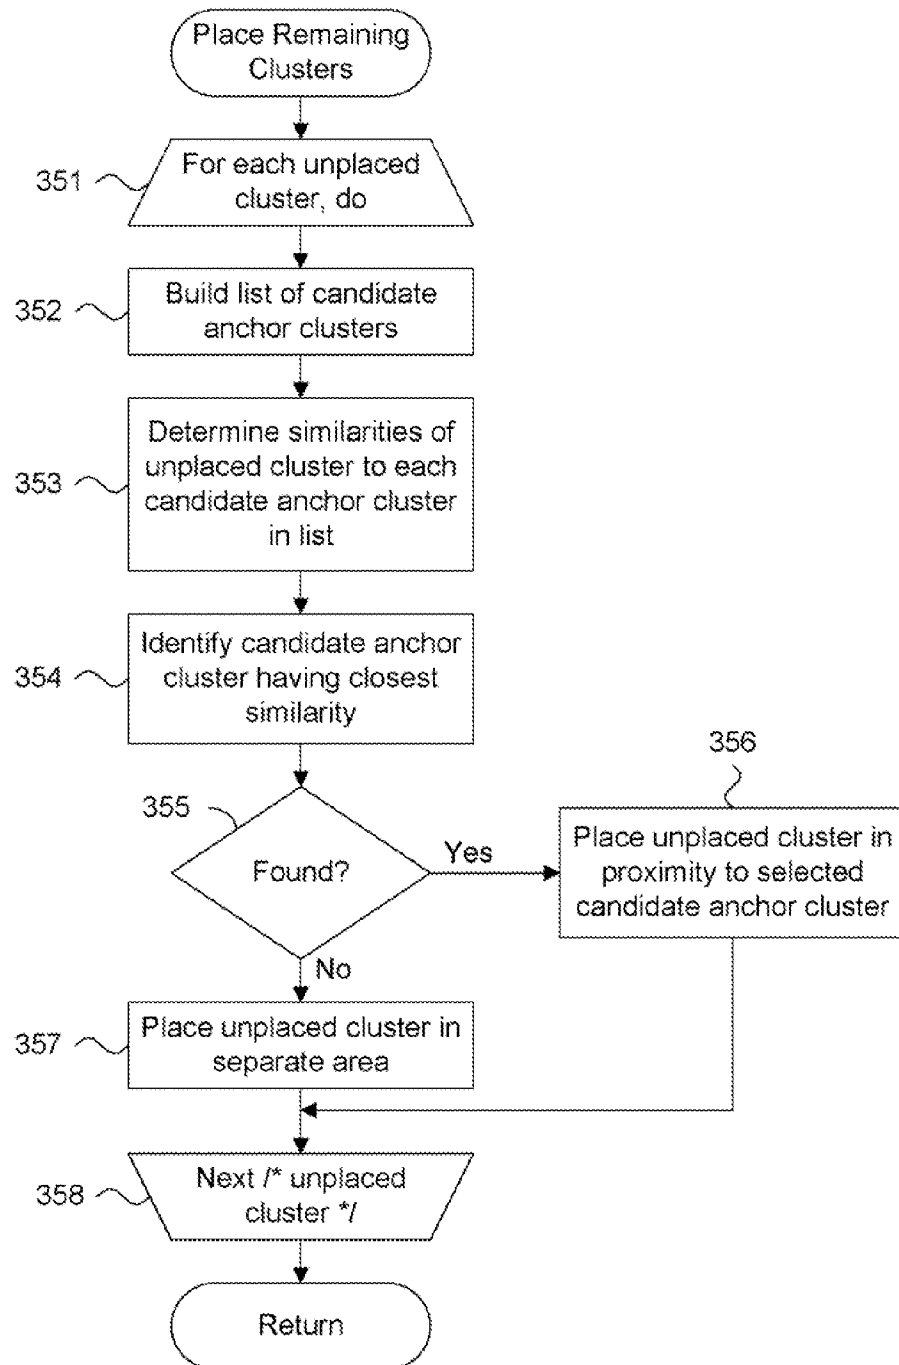 Place Remaining
Clusters
351
For each unplaced
cluster, do
352
Build list of candidate
anchor clusters
353
Determine similarities of
unplaced cluster to each
candidate anchor cluster
in list
354
Identify candidate anchor
cluster having closest
similarity
355
Found?
Yes
356
Place unplaced cluster in
proximity to selected
candidate anchor cluster
No
357
Place unplaced cluster in
separate area
358
Next /* unplaced
cluster */
Return